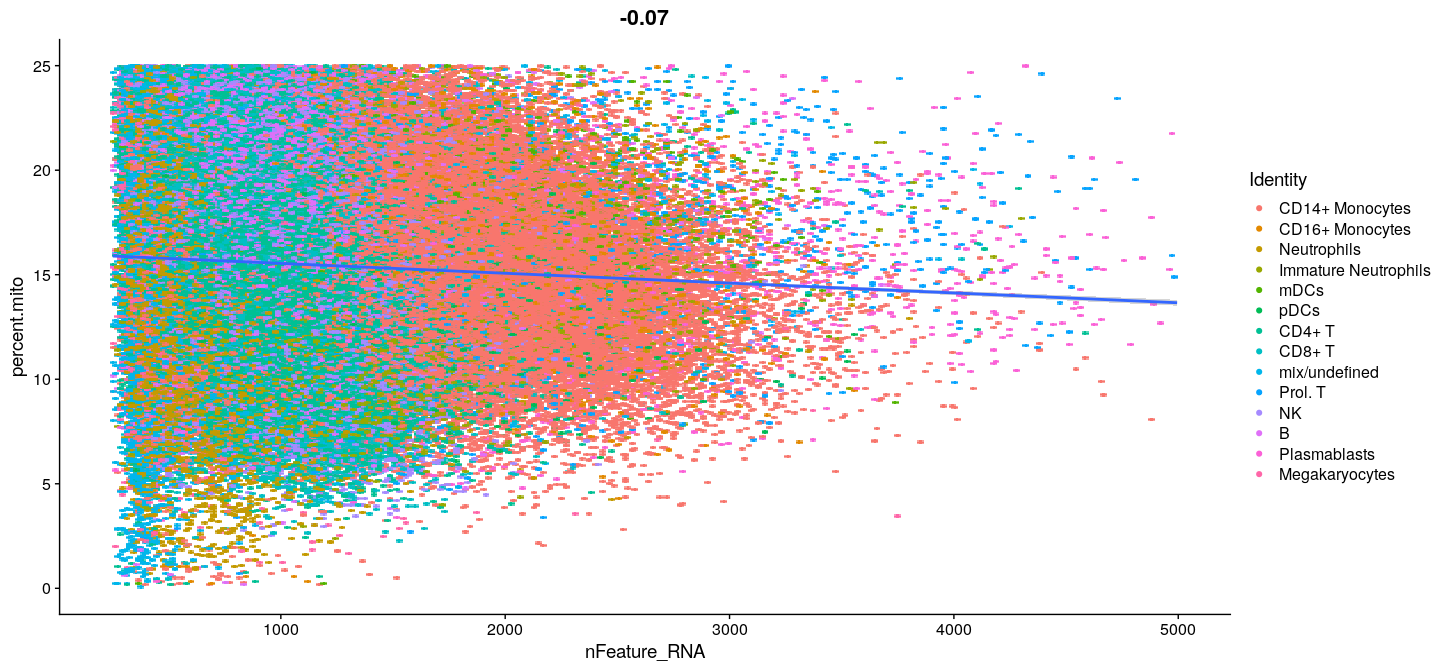 -0.07
25
20
15
10
5
0
percent.mito
1000
2000
3000
4000
5000
nFeature_RNA
Identity
CD14+ Monocytes
CD16+ Monocytes
Neutrophils
Immature Neutrophils
mDCs
pDCs
CD4+ T
CD8+ T
mix/undefined
Prol. T
NK
B
Plasmablasts
Megakaryocytes